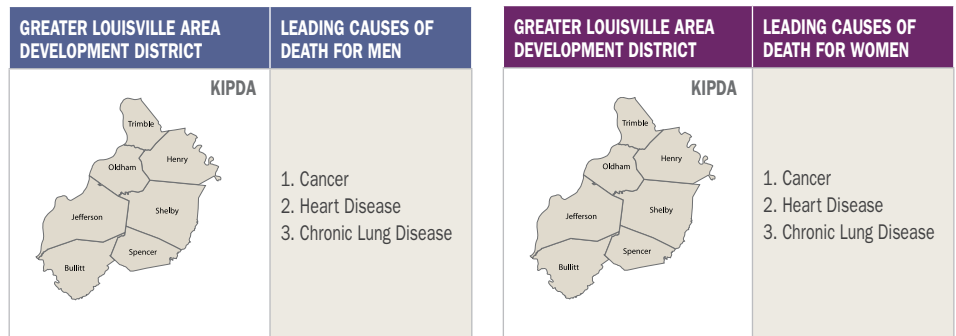 GREATER LOUISVILLE AREA
DEVELOPMENT DISTRICT
LEADING CAUSES OF
DEATH FOR MEN
KIPDA
Trimble
Henry
Oldham
Jefferson
Shelby
Spencer
Bullitt
1. Cancer
2. Heart Disease
3. Chronic Lung Disease
GREATER LOUISVILLE AREA
DEVELOPMENT DISTRICT
LEADING CAUSES OF
DEATH FOR WOMEN
KIPDA
Trimble
Henry
Oldham
Jefferson
Shelby
Spencer
Bullitt
1. Cancer
2. Heart Disease
3. Chronic Lung Disease